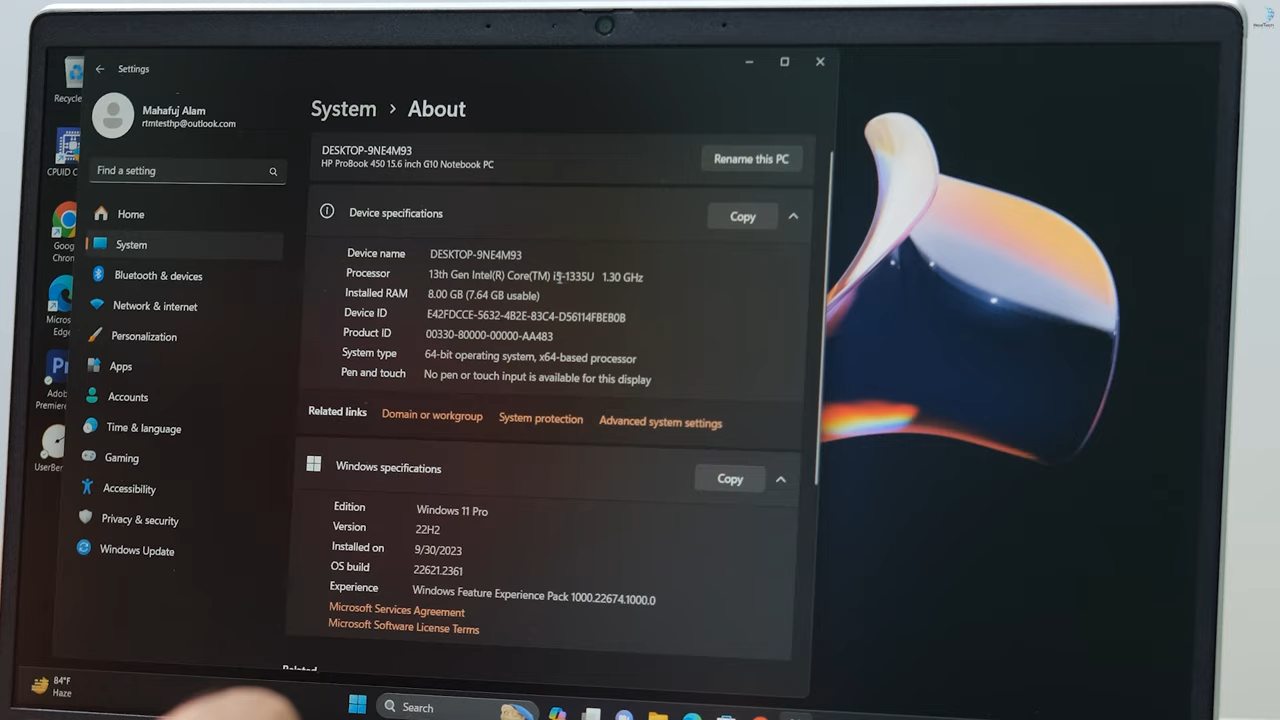 Settings
Mahafuj Alam
rtmtesthp@outlook.com
Find a setting
Home
System
Bluetooth & devices
Network & internet
Personalization
Apps
Accounts
Time & language
Gaming
Accessibility
Privacy & security
Windows Update
System > About
DESKTOP-9NE4M93
HP ProBook 450 15.6 inch G10 Notebook PC
Rename this PC
Device specifications
Copy
Device name DESKTOP-9NE4M93
Processor 13th Gen Intel(R) Core(TM) i5-1335U 1.30 GHz
Installed RAM 8.00 GB (7.64 GB usable)
Device ID E42FDCCE-5632-4B2E-83C4-D56114FBEB0B
Product ID 00330-80000-00000-AA483
System type 64-bit operating system, x64-based processor
Pen and touch No pen or touch input is available for this display
Related links Domain or workgroup System protection Advanced system settings
Windows specifications
Copy
Edition Windows 11 Pro
Version 22H2
Installed on 9/30/2023
OS build 22621.2361
Experience Windows Feature Experience Pack 1000.22674.1000.0
Microsoft Services Agreement
Microsoft Software License Terms
Related
Recycle
CPUID C
Google
Chrom
Micros
Edge
Pr
Adob
Premiere
UserBen
84°F
Haze
Search